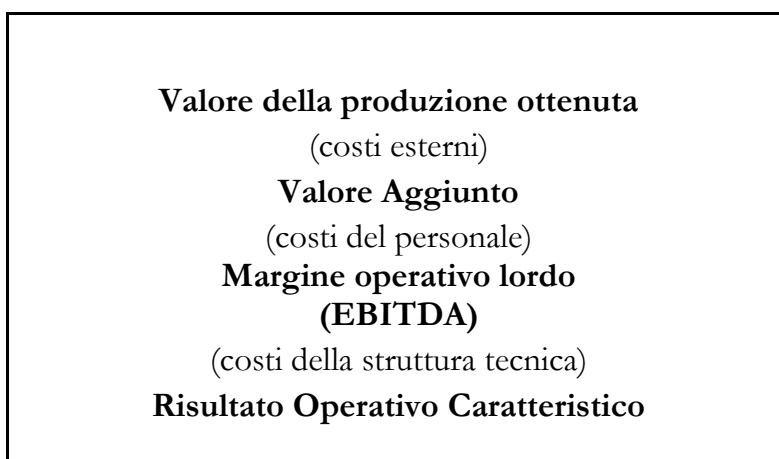 Valore della produzione ottenuta
(costi esterni)
Valore Aggiunto
(costi del personale)
Margine operativo lordo
(EBITDA)
(costi della struttura tecnica)
Risultato Operativo Caratteristico